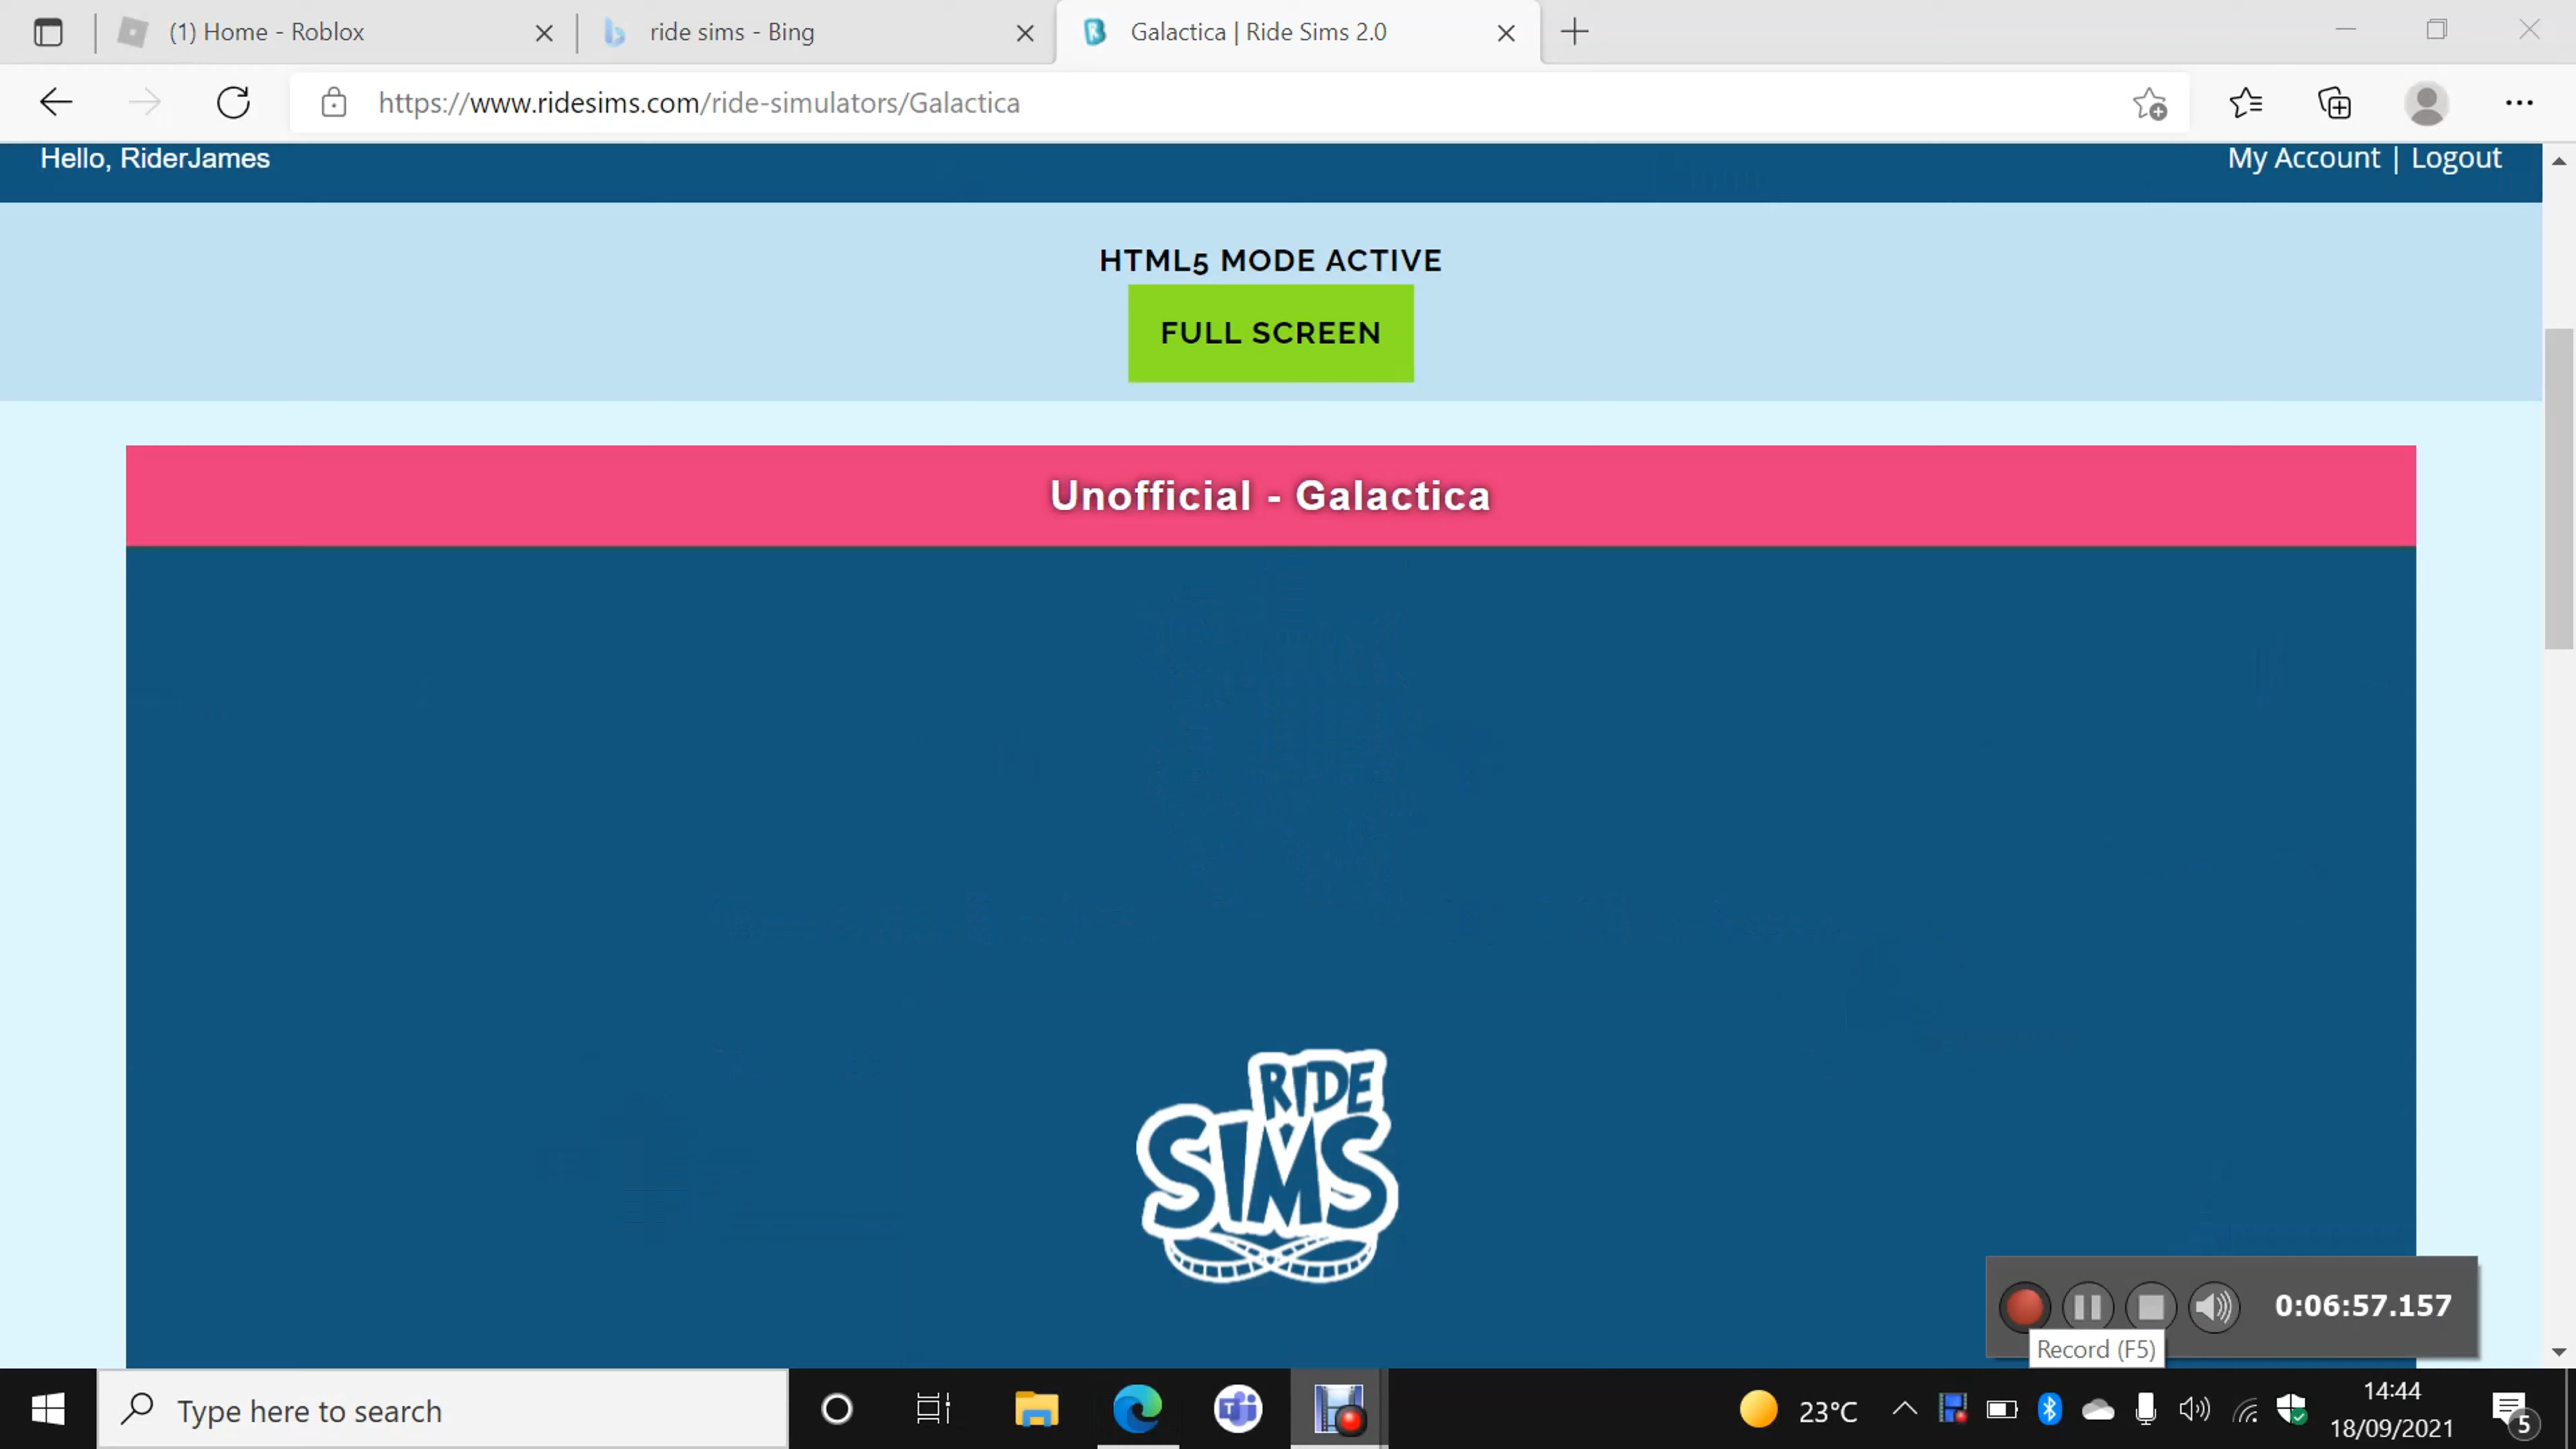 (1) Home - Roblox
ride sims - Bing
Galactica | Ride Sims 2.0
https://www.ridesims.com/ride-simulators/Galactica
Hello, RiderJames
My Account | Logout
HTML5 MODE ACTIVE
FULL SCREEN
Unofficial - Galactica
RIDE
SIMS
0:06:57.157
Record (F5)
Type here to search
23°C
14:44
18/09/2021
5